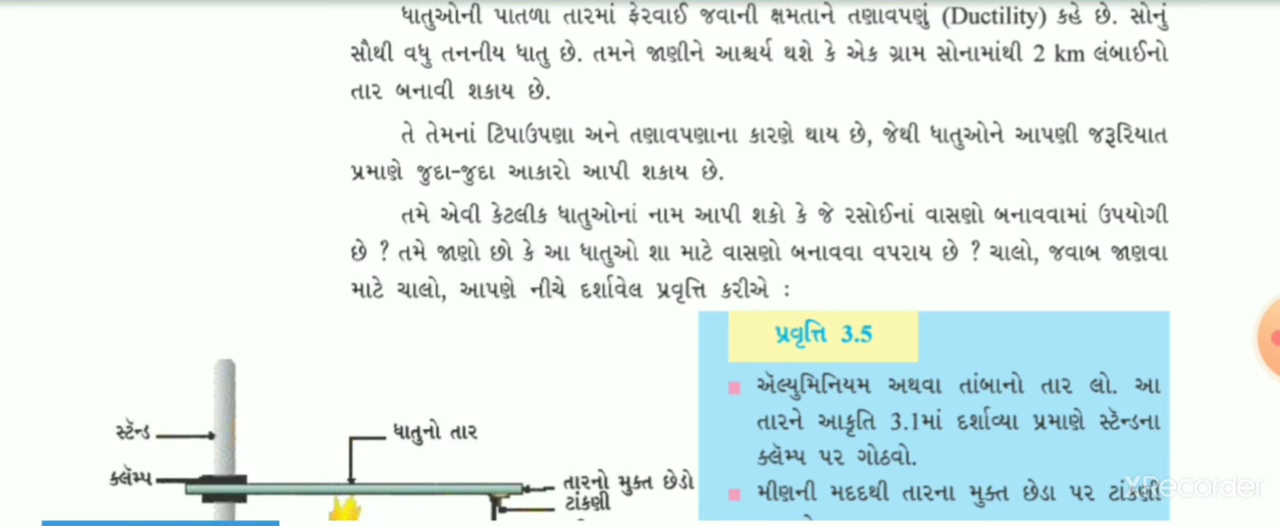 ધાતુઓની પાતળા તારમાં ફેરવાઈ જવાની ક્ષમતાને તણાવપણું (Ductility) કહે છે. સોનું
સૌથી વધુ તનનીય ધાતુ છે. તમને જાણીને આશ્ચર્ય થશે કે એક ગ્રામ સોનામાંથી 2 km લંબાઈનો
તાર બનાવી શકાય છે.
તે તેમનાં ટિપાઉપણા અને તણાવપણાના કારણે થાય છે, જેથી ધાતુઓને આપણી જરૂરિયાત
પ્રમાણે જુદા-જુદા આકારો આપી શકાય છે.
તમે એવી કેટલીક ધાતુઓનાં નામ આપી શકો કે જે રસોઈનાં વાસણો બનાવવામાં ઉપયોગી
છે ? તમે જાણો છો કે આ ધાતુઓ શા માટે વાસણો બનાવવા વપરાય છે ? ચાલો, જવાબ જાણવા
માટે ચાલો, આપણે નીચે દર્શાવેલ પ્રવૃત્તિ કરીએ :
સ્ટૅન્ડ
ધાતુનો તાર
ક્લૅમ્પ
તારનો મુક્ત છેડો
ટાંકણી
પ્રવૃત્તિ 3.5
ઍલ્યુમિનિયમ અથવા તાંબાનો તાર લો. આ
તારને આકૃતિ 3.1માં દર્શાવ્યા પ્રમાણે સ્ટૅન્ડના
ક્લૅમ્પ પર ગોઠવો.
મીણની મદદથી તારના મુક્ત છેડા પર ટાંકણી
XRecorder